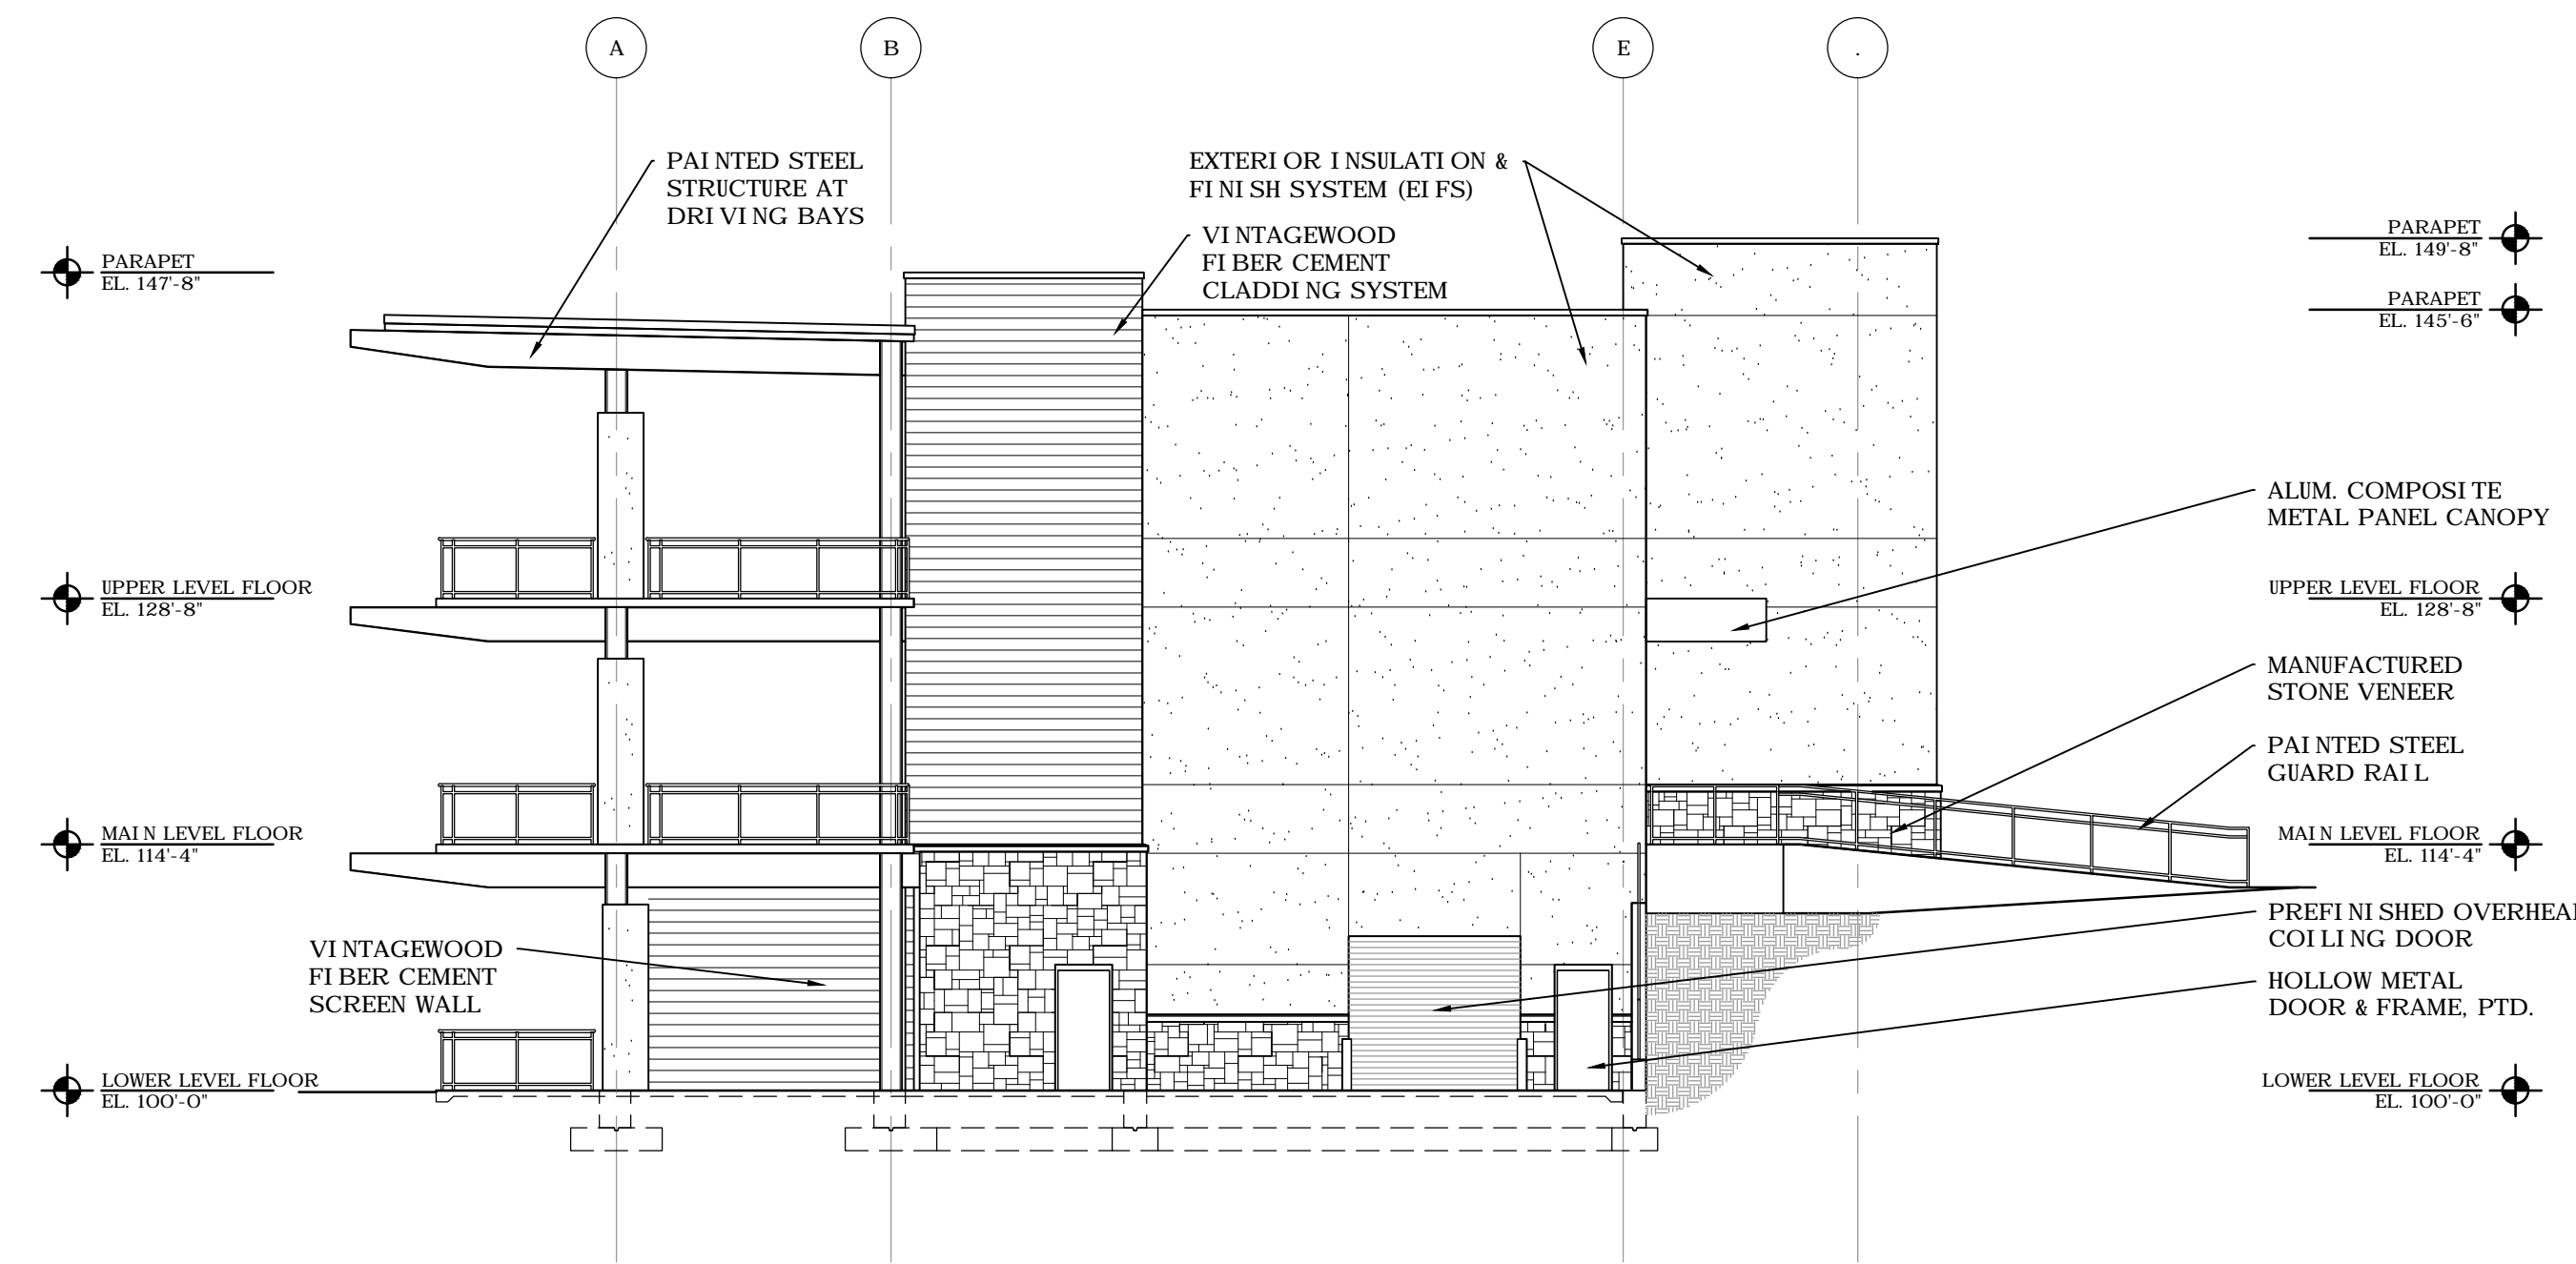 A
B
E
.
PAINTED STEEL
STRUCTURE AT
DRIVING BAYS
EXTERIOR INSULATION &
FINISH SYSTEM (EIFS)
VINTAGEWOOD
FIBER CEMENT
CLADDING SYSTEM
PARAPET
EL. 147'-8"
PARAPET
EL. 149'-8"
PARAPET
EL. 145'-6"
ALUM. COMPOSITE
METAL PANEL CANOPY
UPPER LEVEL FLOOR
EL. 128'-8"
UPPER LEVEL FLOOR
EL. 128'-8"
MANUFACTURED
STONE VENEER
PAINTED STEEL
GUARD RAIL
MAIN LEVEL FLOOR
EL. 114'-4"
MAIN LEVEL FLOOR
EL. 114'-4"
PREFINISHED OVERHEA
COILING DOOR
VINTAGEWOOD
FIBER CEMENT
SCREEN WALL
HOLLOW METAL
DOOR & FRAME, PTD.
LOWER LEVEL FLOOR
EL. 100'-0"
LOWER LEVEL FLOOR
EL. 100'-0"